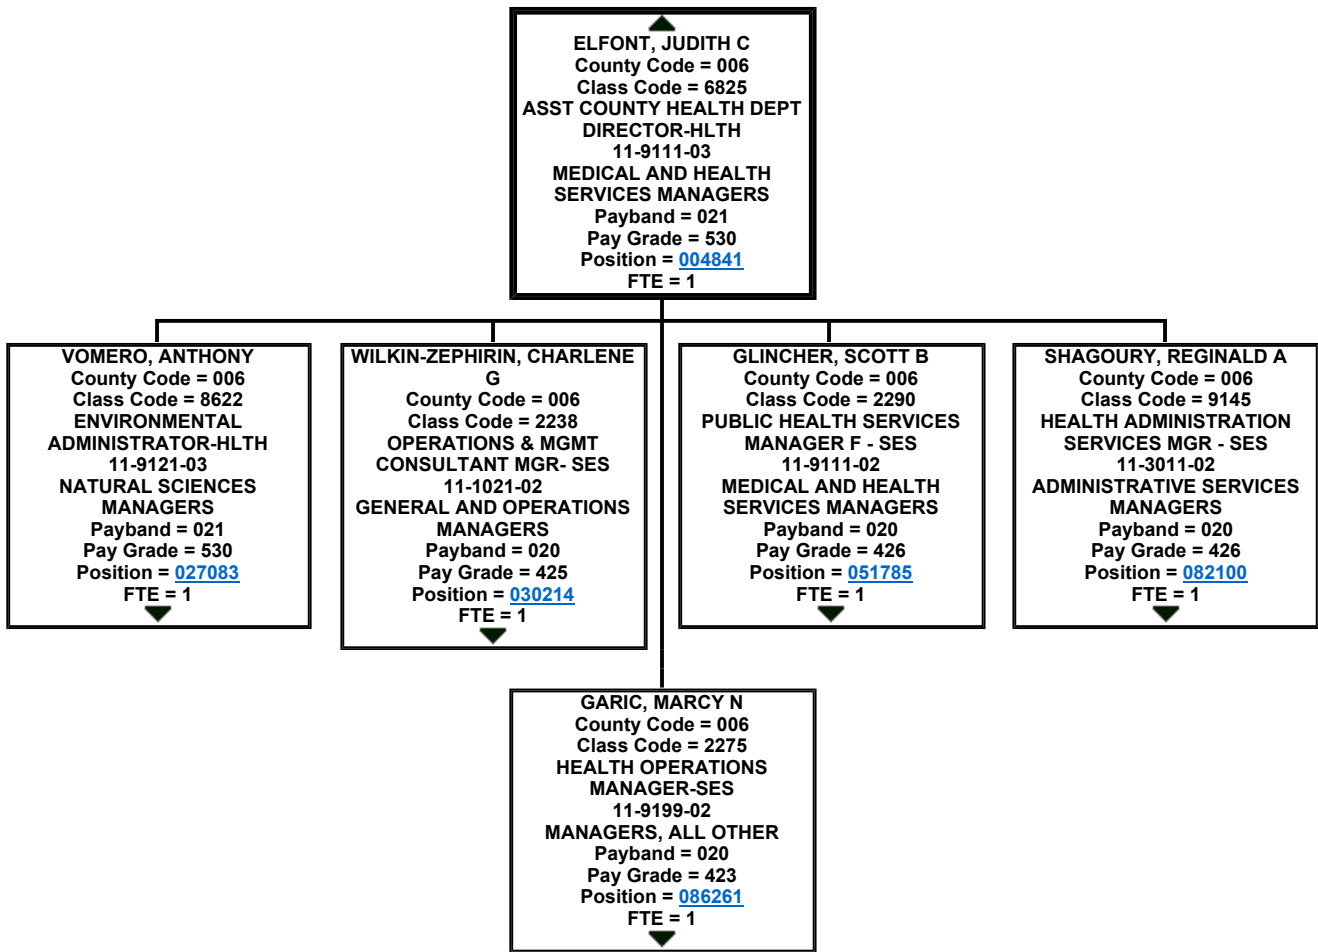 ELFONT, JUDITH C
County Code = 006
Class Code = 6825
ASST COUNTY HEALTH DEPT
DIRECTOR-HLTH
11-9111-03
MEDICAL AND HEALTH
SERVICES MANAGERS
Payband = 021
Pay Grade = 530
Position = 004841
FTE = 1
VOMERO, ANTHONY
County Code = 006
Class Code = 8622
ENVIRONMENTAL
ADMINISTRATOR-HLTH
11-9121-03
NATURAL SCIENCES
MANAGERS
Payband = 021
Pay Grade = 530
Position = 027083
FTE = 1
WILKIN-ZEPHIRIN, CHARLENE
G
County Code = 006
Class Code = 2238
OPERATIONS & MGMT
CONSULTANT MGR- SES
11-1021-02
GENERAL AND OPERATIONS
MANAGERS
Payband = 020
Pay Grade = 425
Position = 030214
FTE = 1
GLINCHER, SCOTT B
County Code = 006
Class Code = 2290
PUBLIC HEALTH SERVICES
MANAGER F - SES
11-9111-02
MEDICAL AND HEALTH
SERVICES MANAGERS
Payband = 020
Pay Grade = 426
Position = 051785
FTE = 1
SHAGOURY, REGINALD A
County Code = 006
Class Code = 9145
HEALTH ADMINISTRATION
SERVICES MGR - SES
11-3011-02
ADMINISTRATIVE SERVICES
MANAGERS
Payband = 020
Pay Grade = 426
Position = 082100
FTE = 1
GARIC, MARCY N
County Code = 006
Class Code = 2275
HEALTH OPERATIONS
MANAGER-SES
11-9199-02
MANAGERS, ALL OTHER
Payband = 020
Pay Grade = 423
Position = 086261
FTE = 1